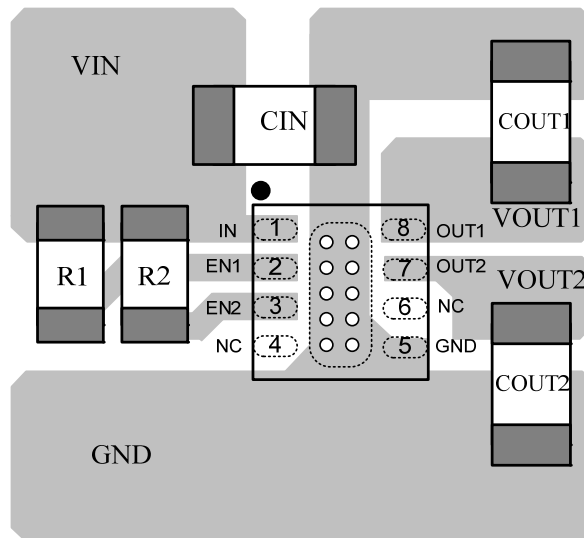 VIN
CIN
COUT1
IN 1 8 OUT1
VOUT1
EN1 2 7 OUT2
R1 R2
VOUT2
EN2 3 6 NC
NC 4 5 GND
COUT2
GND